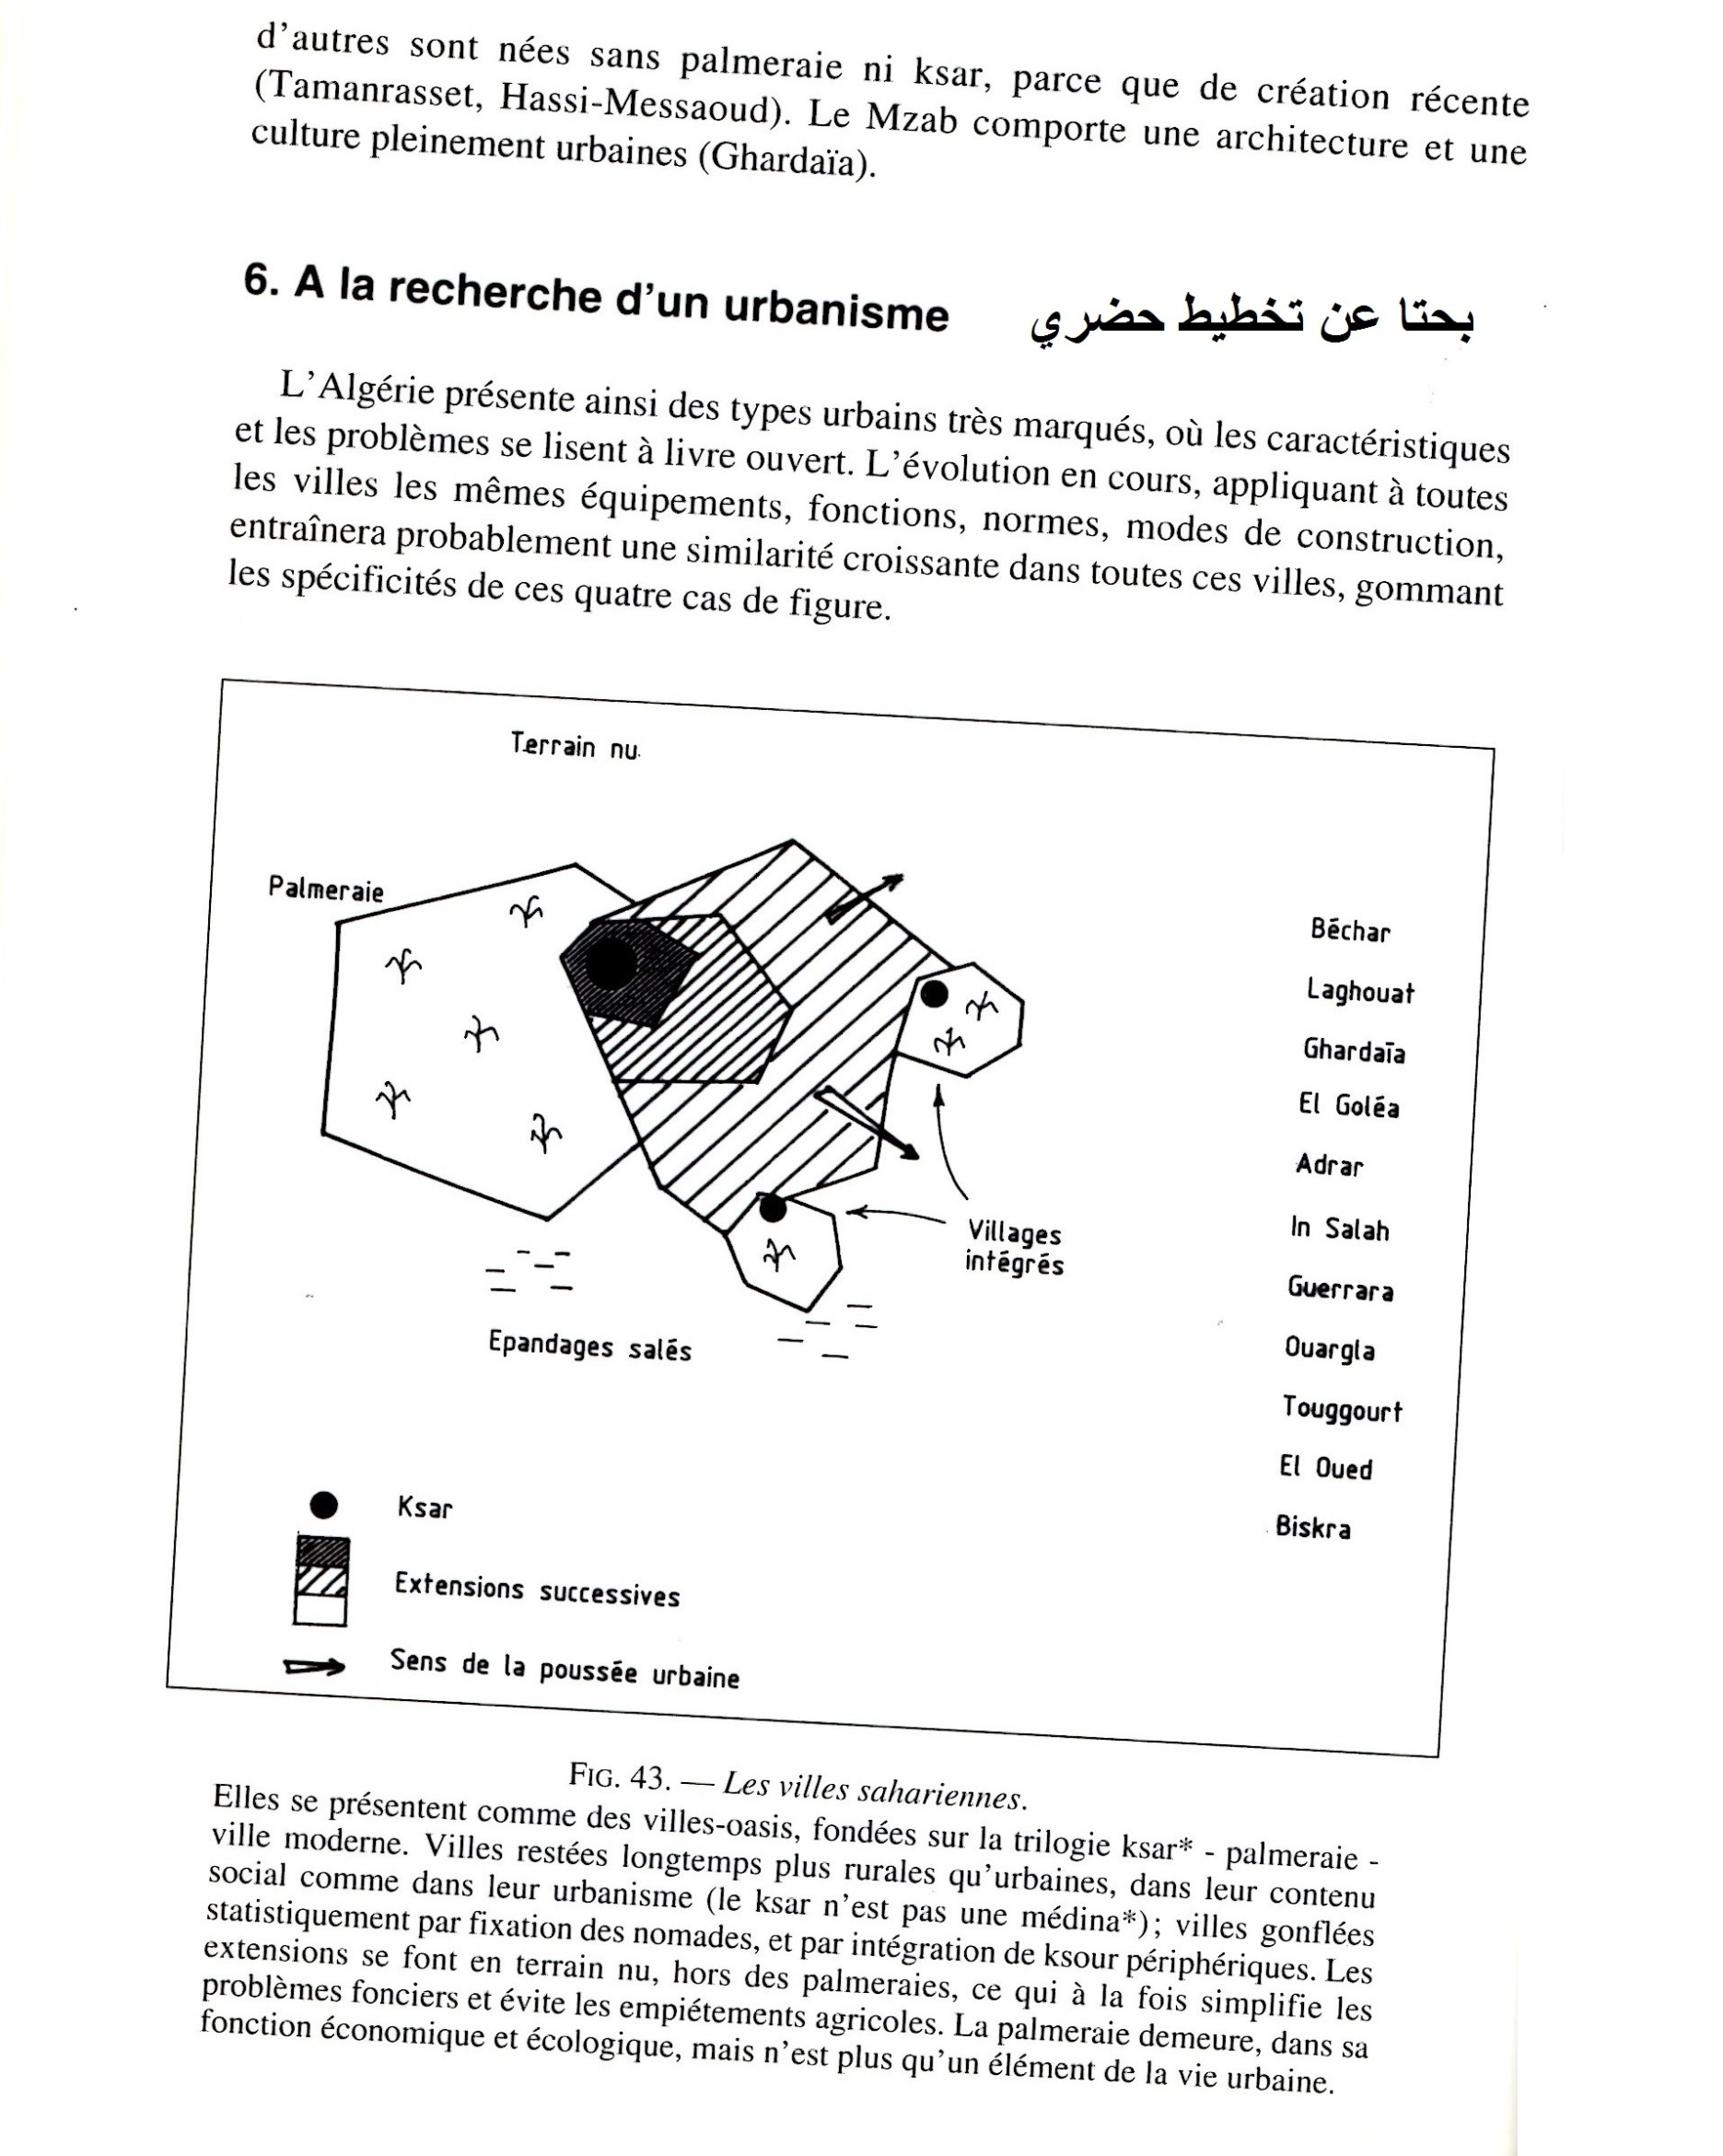 d'autres sont nées sans palmeraie ni ksar, parce que de création récente
(Tamanrasset, Hassi-Messaoud). Le Mzab comporte une architecture et une
culture pleinement urbaines (Ghardaïa).
6. A la recherche d'un urbanisme بحتا عن تخطيط حضري
L'Algérie présente ainsi des types urbains très marqués, où les caractéristiques
et les problèmes se lisent à livre ouvert. L'évolution en cours, appliquant à toutes
les villes les mêmes équipements, fonctions, normes, modes de construction,
entraînera probablement une similarité croissante dans toutes ces villes, gommant
les spécificités de ces quatre cas de figure.
Terrain nu
Palmeraie
Béchar
Laghouat
Ghardaïa
El Goléa
Adrar
In Salah
Guerrara
Ouargla
Touggourt
El Oued
Biskra
Villages
intégrés
Epandages salés
Ksar
Extensions successives
Sens de la poussée urbaine
FIG. 43. — Les villes sahariennes.
Elles se présentent comme des villes-oasis, fondées sur la trilogie ksar* - palmeraie -
ville moderne. Villes restées longtemps plus rurales qu'urbaines, dans leur contenu
social comme dans leur urbanisme (le ksar n'est pas une médina*) ; villes gonflées
statistiquement par fixation des nomades, et par intégration de ksour périphériques. Les
extensions se font en terrain nu, hors des palmeraies, ce qui à la fois simplifie les
problèmes fonciers et évite les empiétements agricoles. La palmeraie demeure, dans sa
fonction économique et écologique, mais n'est plus qu'un élément de la vie urbaine.